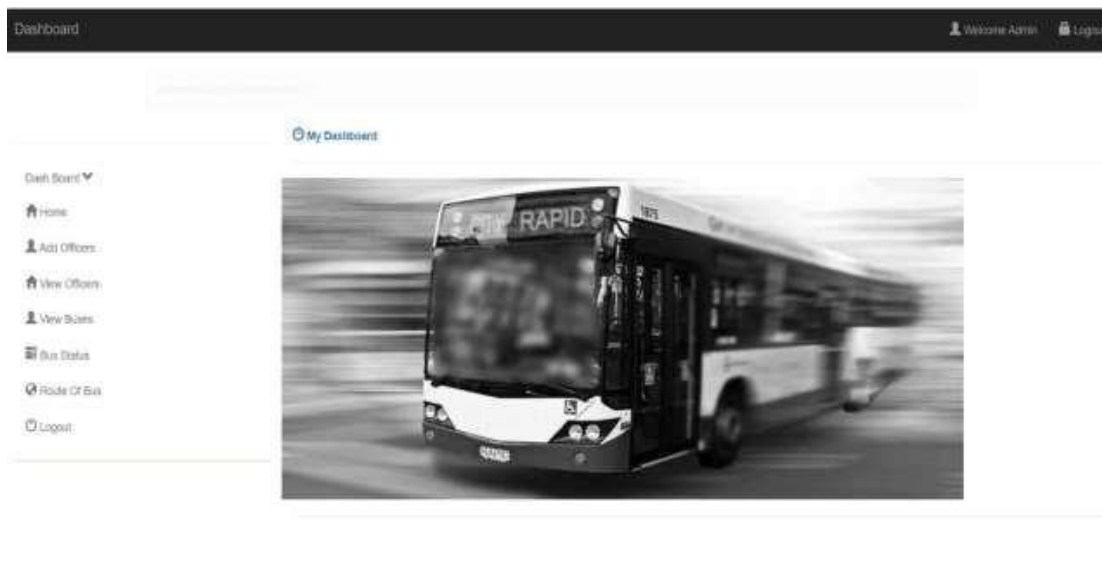 Dashboard
Welcome Admin
My Dashboard
Dash Board
Home
Add Officers
View Officers
View Buses
Bus Status
Route Of Bus
Logout
RAPID
1875